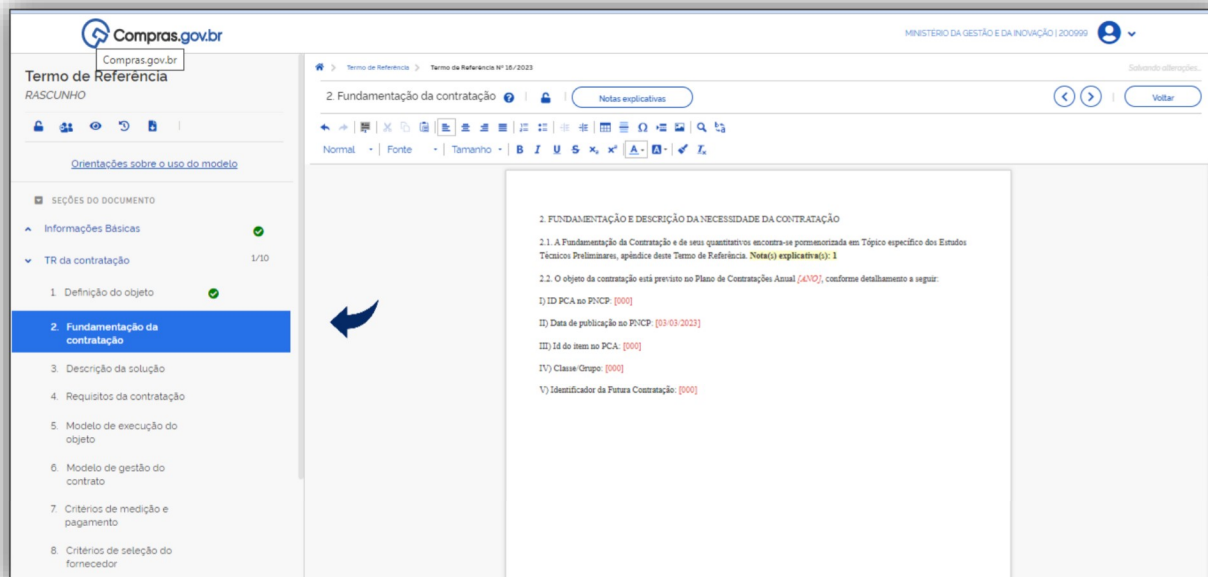 Compras.gov.br
MINISTÉRIO DA GESTÃO E DA INOVAÇÃO | 200999
Compras.gov.br
Termo de Referência
RASCUNHO
Termo de Referência > Termo de Referência Nº 16/2023
Salvando alterações...
2. Fundamentação da contratação
Notas explicativas
Voltar
Normal
Fonte
Tamanho
Orientações sobre o uso do modelo
SEÇÕES DO DOCUMENTO
Informações Básicas
TR da contratação
1/10
1. Definição do objeto
2. Fundamentação da
contratação
3. Descrição da solução
4. Requisitos da contratação
5. Modelo de execução do
objeto
6. Modelo de gestão do
contrato
7. Critérios de medição e
pagamento
8. Critérios de seleção do
fornecedor
2. FUNDAMENTAÇÃO E DESCRIÇÃO DA NECESSIDADE DA CONTRATAÇÃO
2.1. A Fundamentação da Contratação e de seus quantitativos encontra-se pormenorizada em Tópico específico dos Estudos
Técnicos Preliminares, apêndice deste Termo de Referência. Nota(s) explicativa(s): 1
2.2. O objeto da contratação está previsto no Plano de Contratações Anual [ANO], conforme detalhamento a seguir:
I) ID PCA no PNCP: [000]
II) Data de publicação no PNCP: [03/03/2023]
III) Id do item no PCA: [000]
IV) Classe/Grupo: [000]
V) Identificador da Futura Contratação: [000]